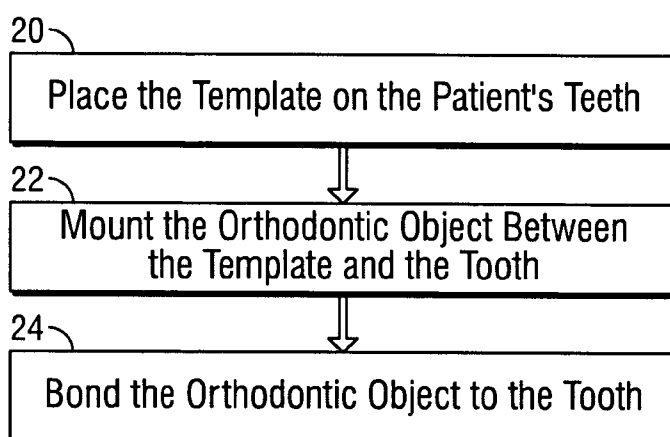 20
Place the Template on the Patient's Teeth
22
Mount the Orthodontic Object Between
the Template and the Tooth
24
Bond the Orthodontic Object to the Tooth